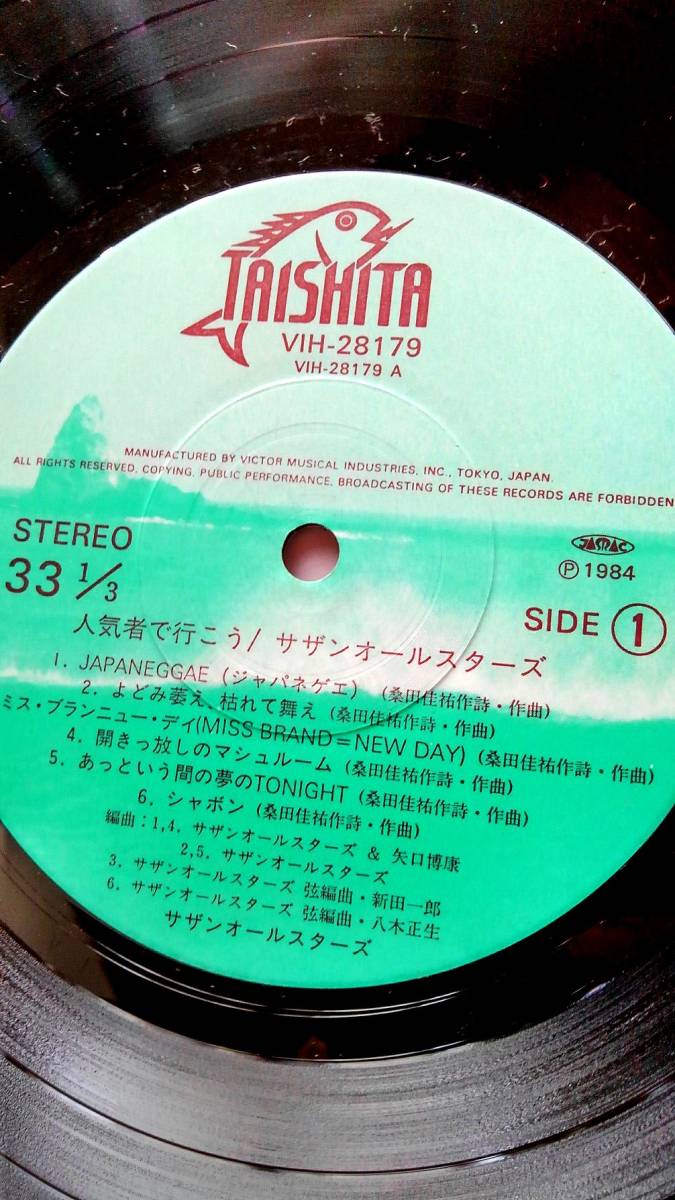 TAISHITA
VIH-28179
VIH-28179 A
MANUFACTURED BY VICTOR MUSICAL INDUSTRIES, INC., TOKYO, JAPAN.
ALL RIGHTS RESERVED, COPYING, PUBLIC PERFORMANCE, BROADCASTING OF THESE RECORDS ARE FORBIDDEN
STEREO
33 1/3
JASRAC
Ⓟ1984
SIDE ①
人気者で行こう/サザンオールスターズ
1. JAPANEGGAE (ジャパネゲエ) (桑田佳祐作詩・作曲)
2. よどみ萎え、枯れて舞え (桑田佳祐作詩・作曲)
ミス・ブランニュー・デイ(MISS BRAND=NEW DAY) (桑田佳祐作詩・作曲)
4. 開きっ放しのマシュルーム (桑田佳祐作詩・作曲)
5. あっという間の夢のTONIGHT (桑田佳祐作詩・作曲)
6. シャボン (桑田佳祐作詩・作曲)
編曲:1,4. サザンオールスターズ & 矢口博康
2,5. サザンオールスターズ
3. サザンオールスターズ 弦編曲・新田一郎
6. サザンオールスターズ 弦編曲・八木正生
サザンオールスターズ